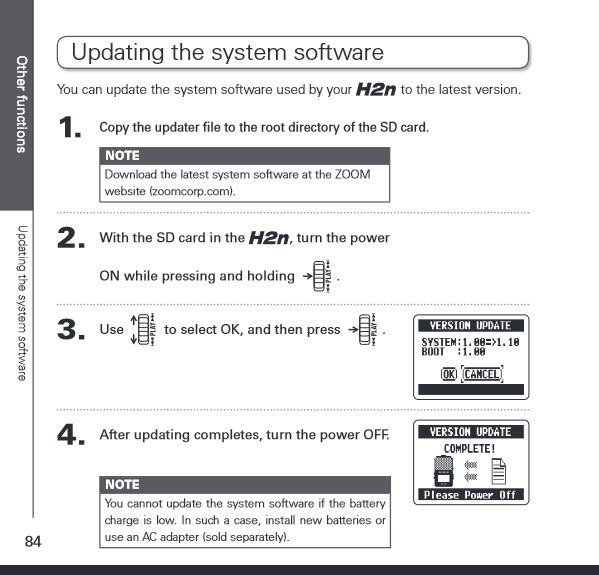 Other functions
Updating the system software
Updating the system software
You can update the system software used by your H2n to the latest version.
1. Copy the updater file to the root directory of the SD card.
NOTE
Download the latest system software at the ZOOM
website (zoomcorp.com).
2. With the SD card in the H2n, turn the power
ON while pressing and holding → PLAY .
3. Use PLAY to select OK, and then press → PLAY .
VERSION UPDATE
SYSTEM:1.00=>1.10
BOOT :1.00
OK CANCEL
4. After updating completes, turn the power OFF.
VERSION UPDATE
COMPLETE!
Please Power Off
NOTE
You cannot update the system software if the battery
charge is low. In such a case, install new batteries or
use an AC adapter (sold separately).
84